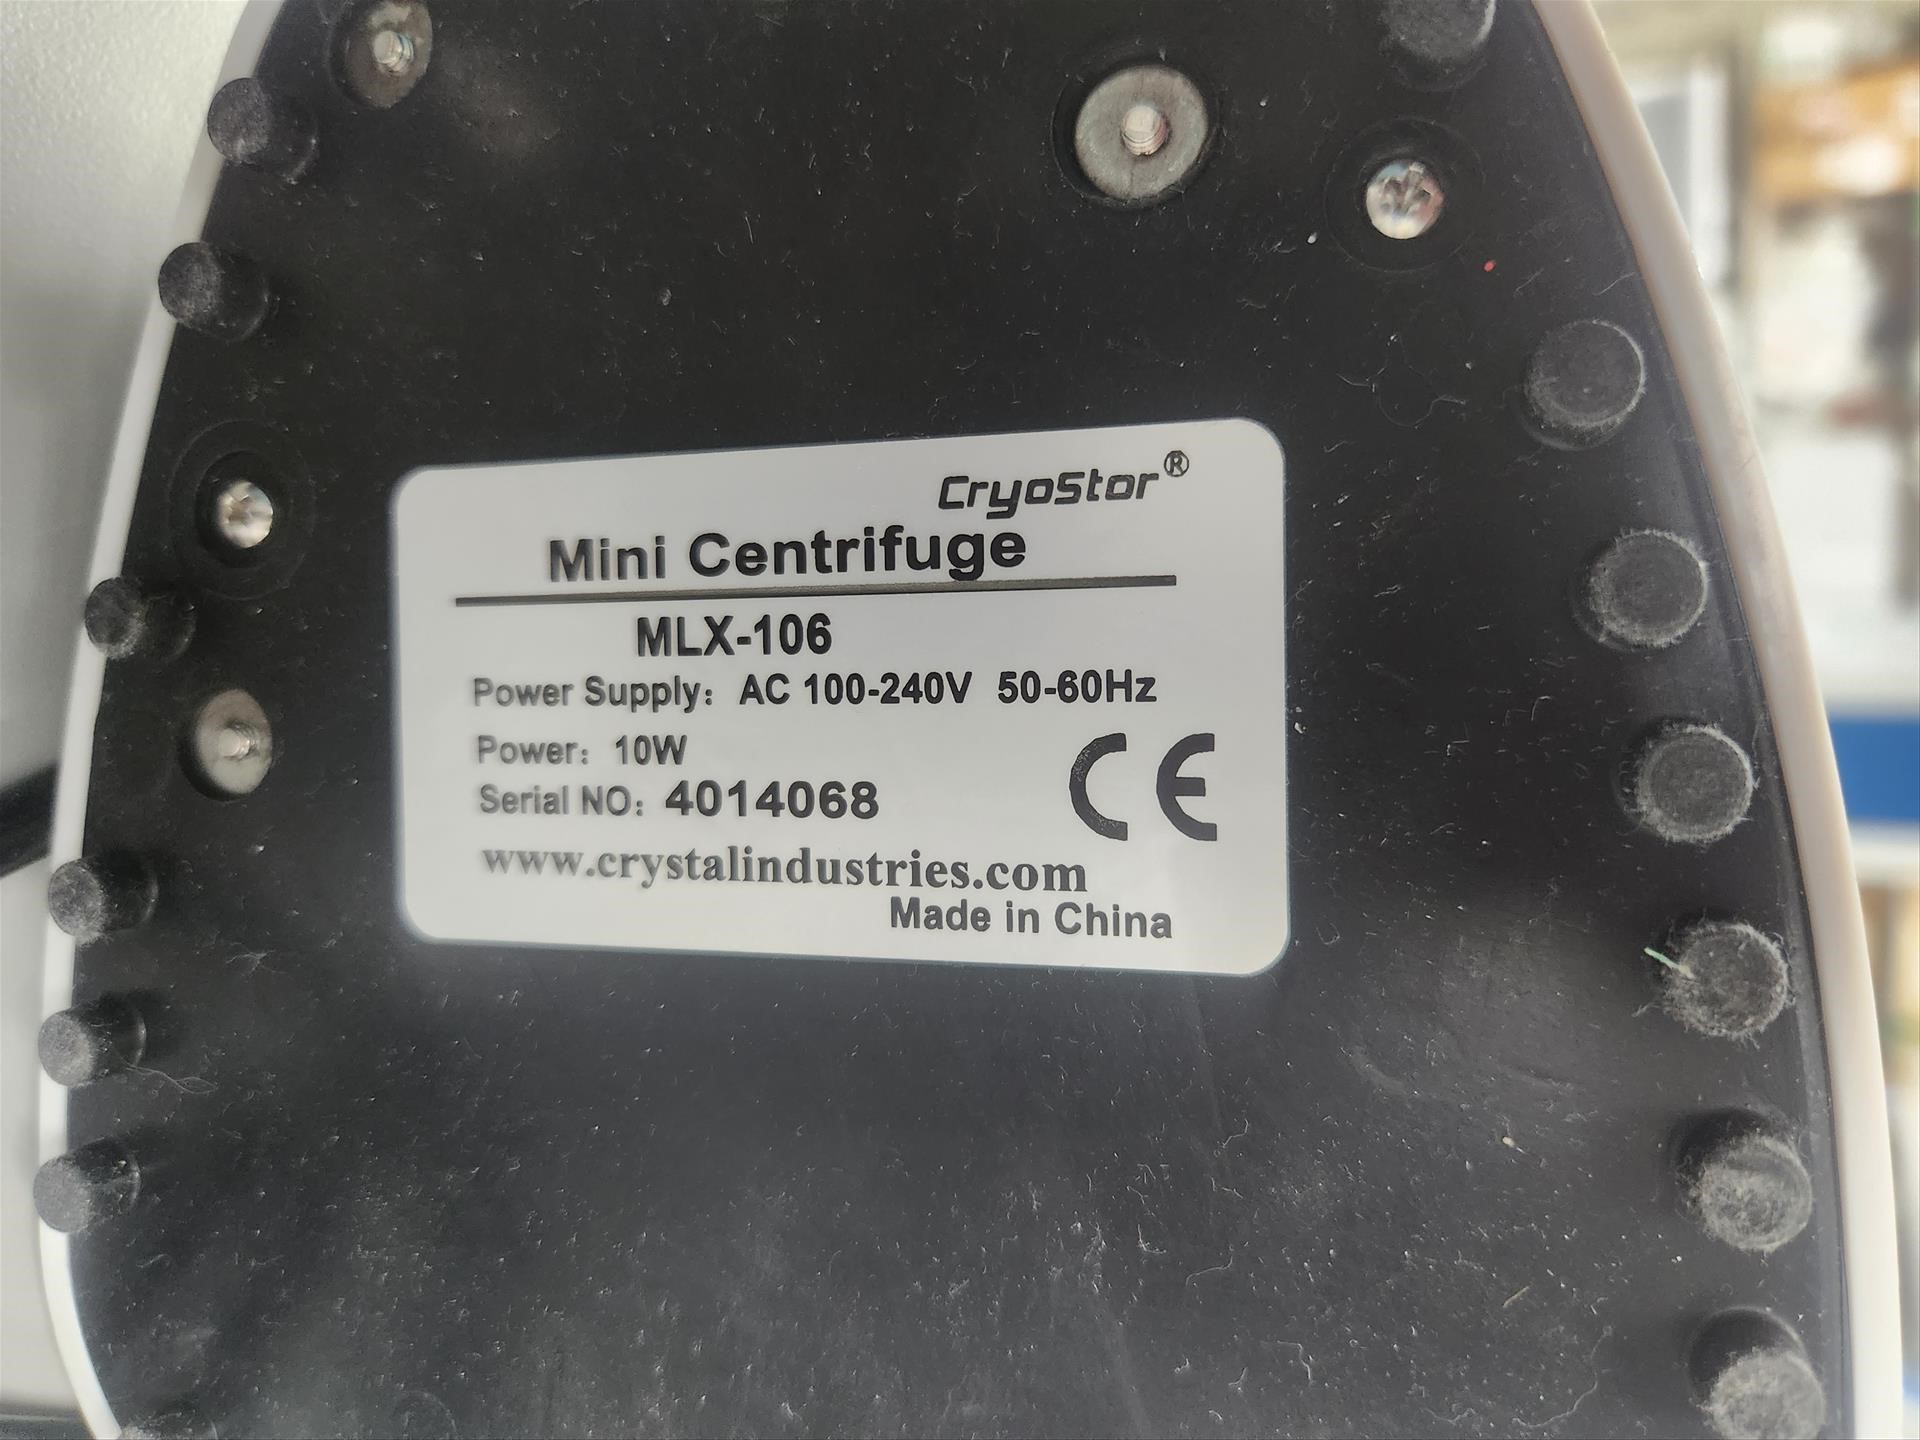 CryoStor®
Mini Centrifuge
MLX-106
Power Supply: AC 100-240V 50-60Hz
Power: 10W
Serial NO: 4014068
CE
www.crystalindustries.com
Made in China